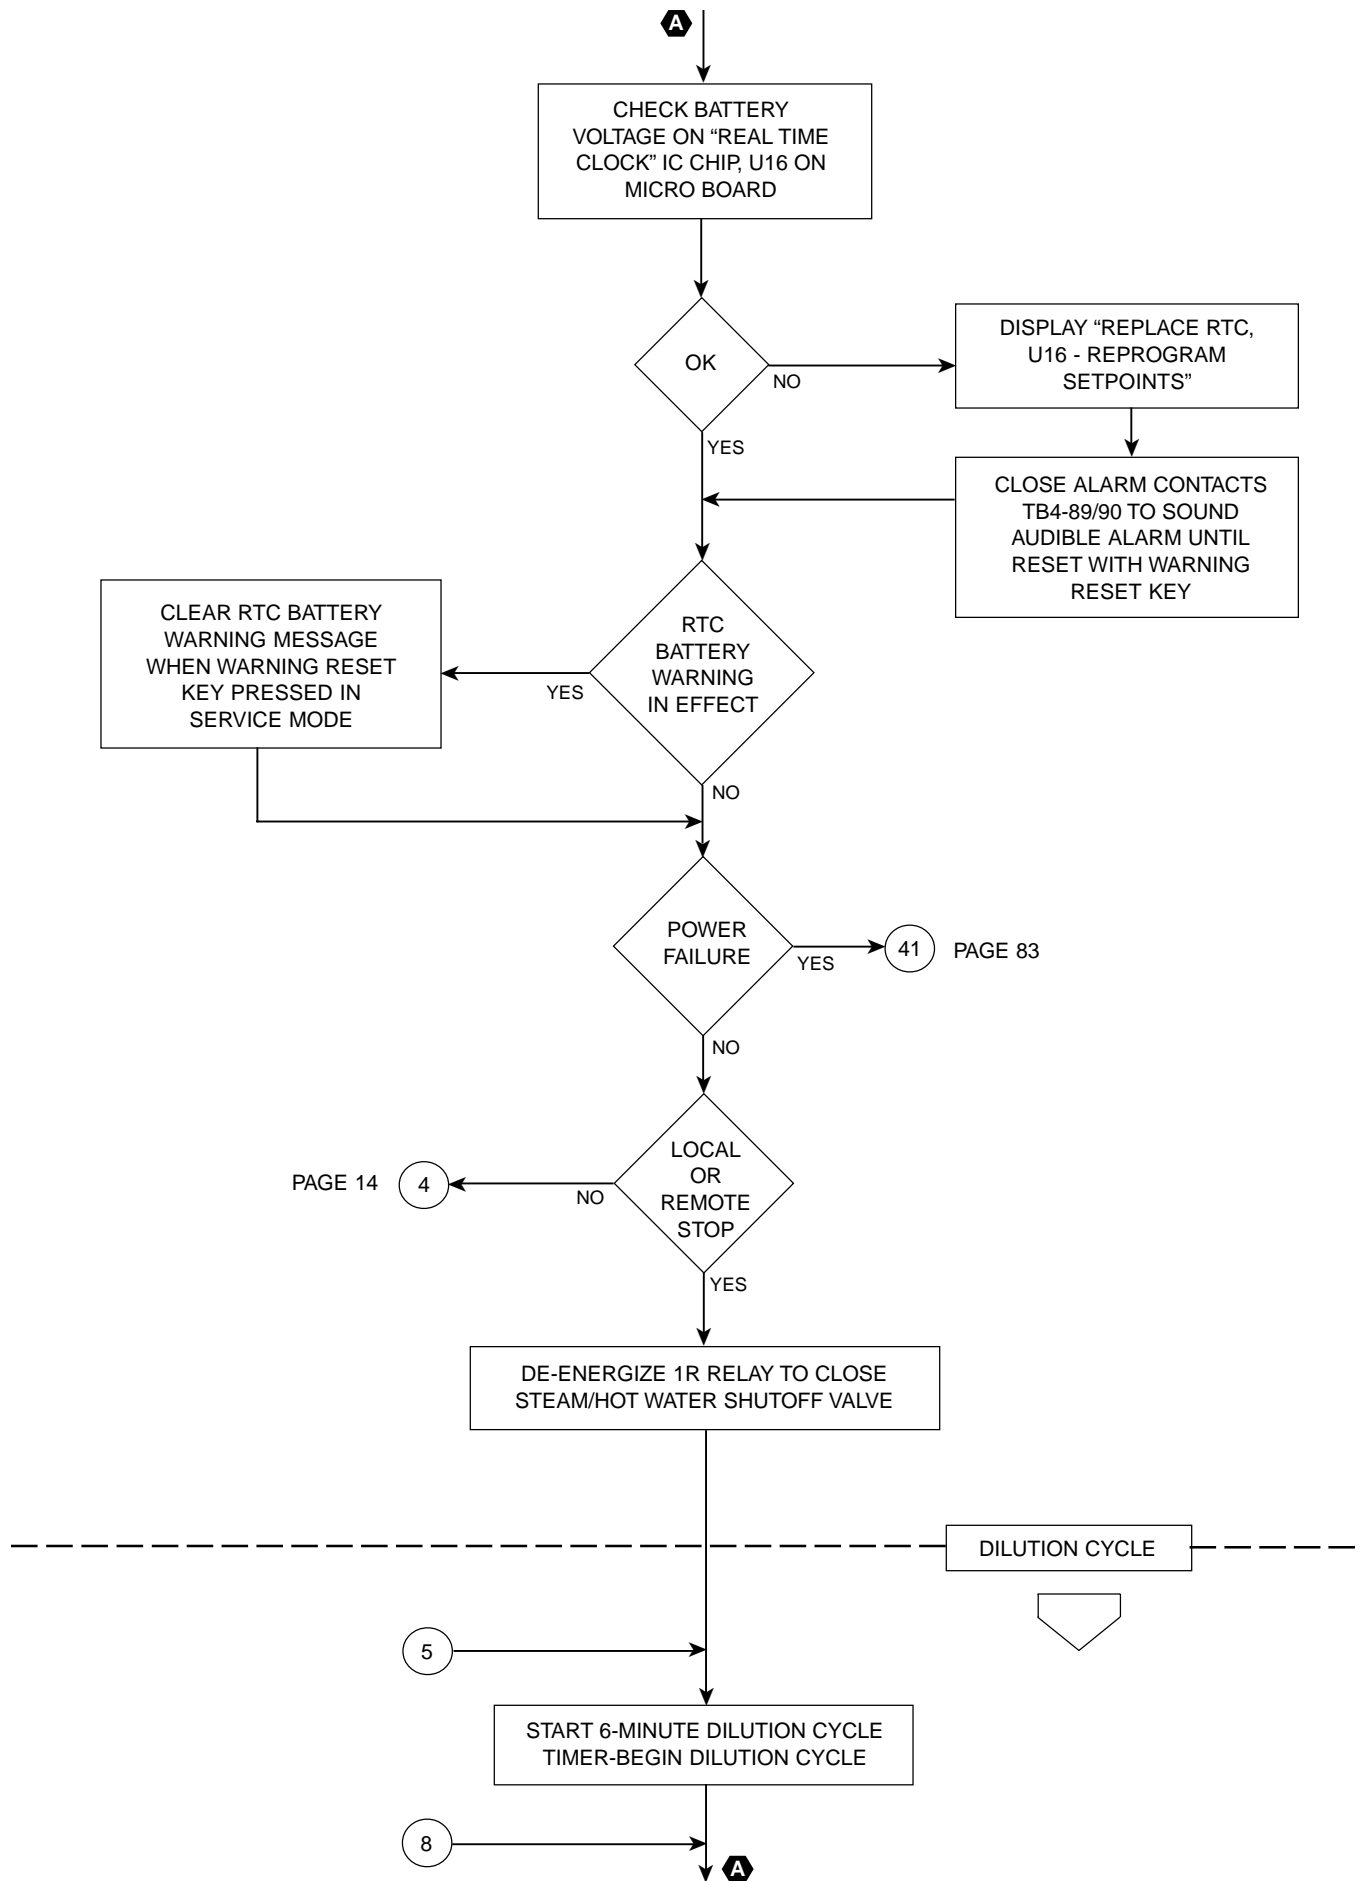 A
CHECK BATTERY
VOLTAGE ON “REAL TIME
CLOCK” IC CHIP, U16 ON
MICRO BOARD
OK
NO
YES
DISPLAY “REPLACE RTC,
U16 - REPROGRAM
SETPOINTS”
CLOSE ALARM CONTACTS
TB4-89/90 TO SOUND
AUDIBLE ALARM UNTIL
RESET WITH WARNING
RESET KEY
RTC
BATTERY
WARNING
IN EFFECT
YES
NO
CLEAR RTC BATTERY
WARNING MESSAGE
WHEN WARNING RESET
KEY PRESSED IN
SERVICE MODE
POWER
FAILURE
YES
41
PAGE 83
NO
LOCAL
OR
REMOTE
STOP
NO
4
PAGE 14
YES
DE-ENERGIZE 1R RELAY TO CLOSE
STEAM/HOT WATER SHUTOFF VALVE
DILUTION CYCLE
5
START 6-MINUTE DILUTION CYCLE
TIMER-BEGIN DILUTION CYCLE
8
A